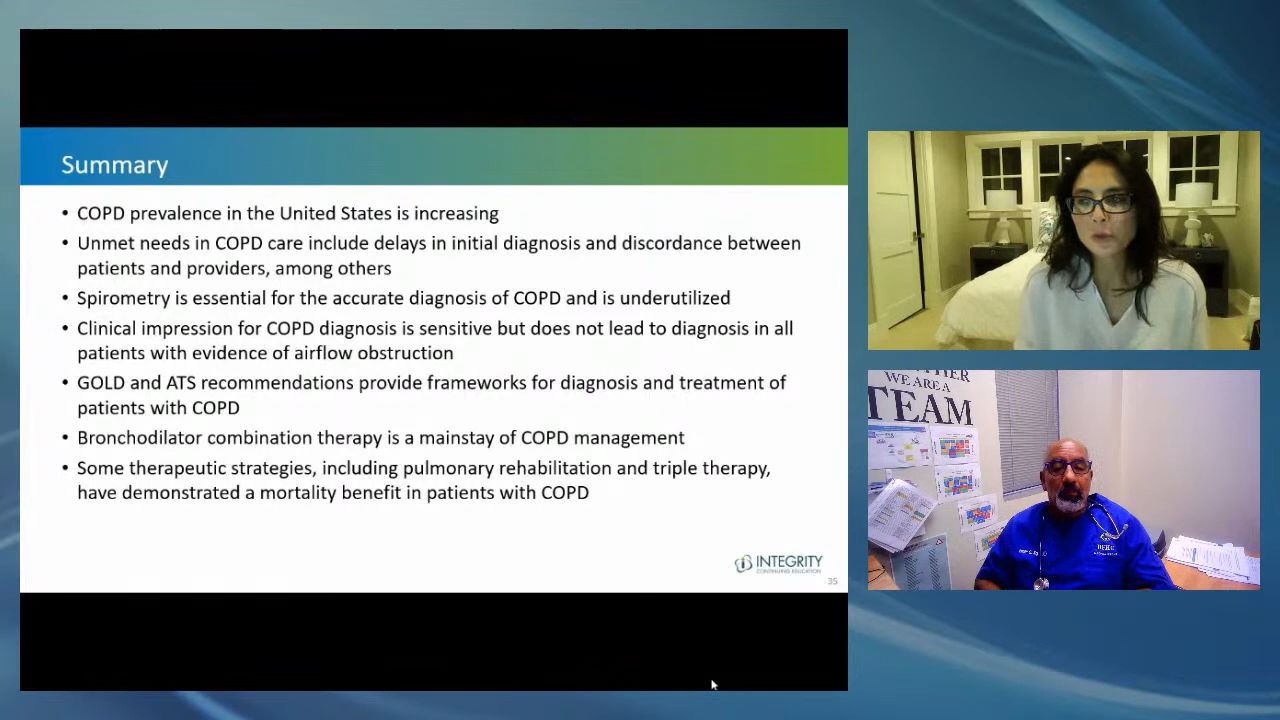 Summary
• COPD prevalence in the United States is increasing
• Unmet needs in COPD care include delays in initial diagnosis and discordance between
patients and providers, among others
• Spirometry is essential for the accurate diagnosis of COPD and is underutilized
• Clinical impression for COPD diagnosis is sensitive but does not lead to diagnosis in all
patients with evidence of airflow obstruction
• GOLD and ATS recommendations provide frameworks for diagnosis and treatment of
patients with COPD
• Bronchodilator combination therapy is a mainstay of COPD management
• Some therapeutic strategies, including pulmonary rehabilitation and triple therapy,
have demonstrated a mortality benefit in patients with COPD
INTEGRITY
CONTINUING EDUCATION
35
WE ARE A
TEAM